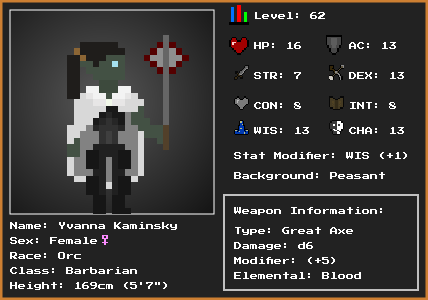 Level: 62
HP: 16 AC: 13
STR: 7 DEX: 13
CON: 8 INT: 8
WIS: 13 CHA: 13
Stat Modifier: WIS (+1)
Background: Peasant
Weapon Information:
Type: Great Axe
Damage: d6
Modifier: (+5)
Elemental: Blood
Name: Yvanna Kaminsky
Sex: Female♀
Race: Orc
Class: Barbarian
Height: 169cm (5'7")